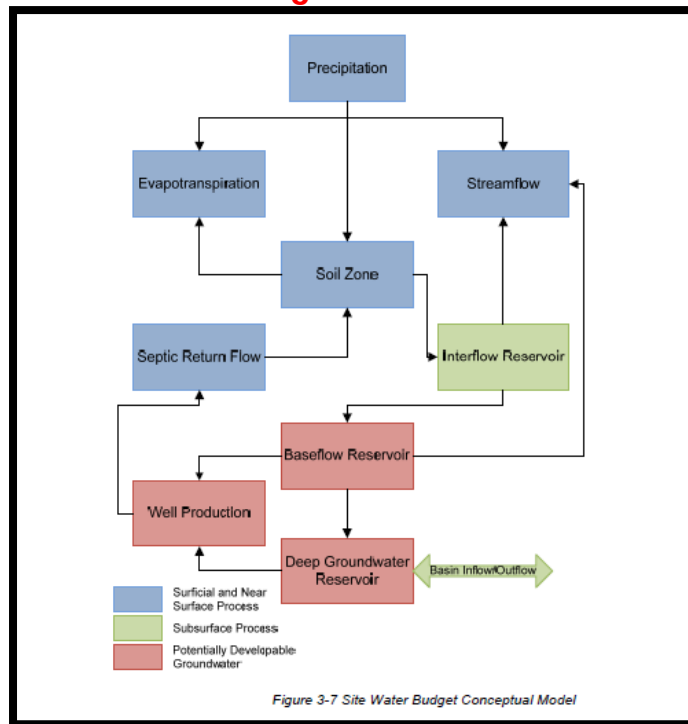 Precipitation
Evapotranspiration
Streamflow
Soil Zone
Septic Return Flow
Interflow Reservoir
Baseflow Reservoir
Well Production
Deep Groundwater
Reservoir
Basin Inflow/Outflow
Surficial and Near
Surface Process
Subsurface Process
Potentially Developable
Groundwater
Figure 3-7 Site Water Budget Conceptual Model